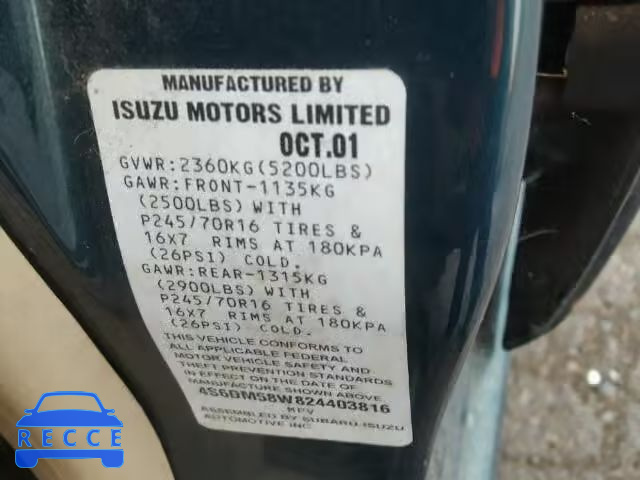 MANUFACTURED BY
ISUZU MOTORS LIMITED
OCT.01
GVWR:2360KG(5200LBS)
GAWR:FRONT-1135KG
(2500LBS) WITH
P245/70R16 TIRES &
16X7 RIMS AT 180KPA
(26PSI) COLD.
GAWR:REAR-1315KG
(2900LBS) WITH
P245/70R16 TIRES &
16X7 RIMS AT 180KPA
(26PSI) COLD.
THIS VEHICLE CONFORMS TO
ALL APPLICABLE FEDERAL
MOTOR VEHICLE SAFETY AND
THEFT PREVENTION STANDARDS
IN EFFECT ON THE DATE OF
MANUFACTURE SHOWN ABOVE
4S6DM58W824403816
MPV
ASSEMBLED BY SUBARU-ISUZU
AUTOMOTIVE INC
RECCE